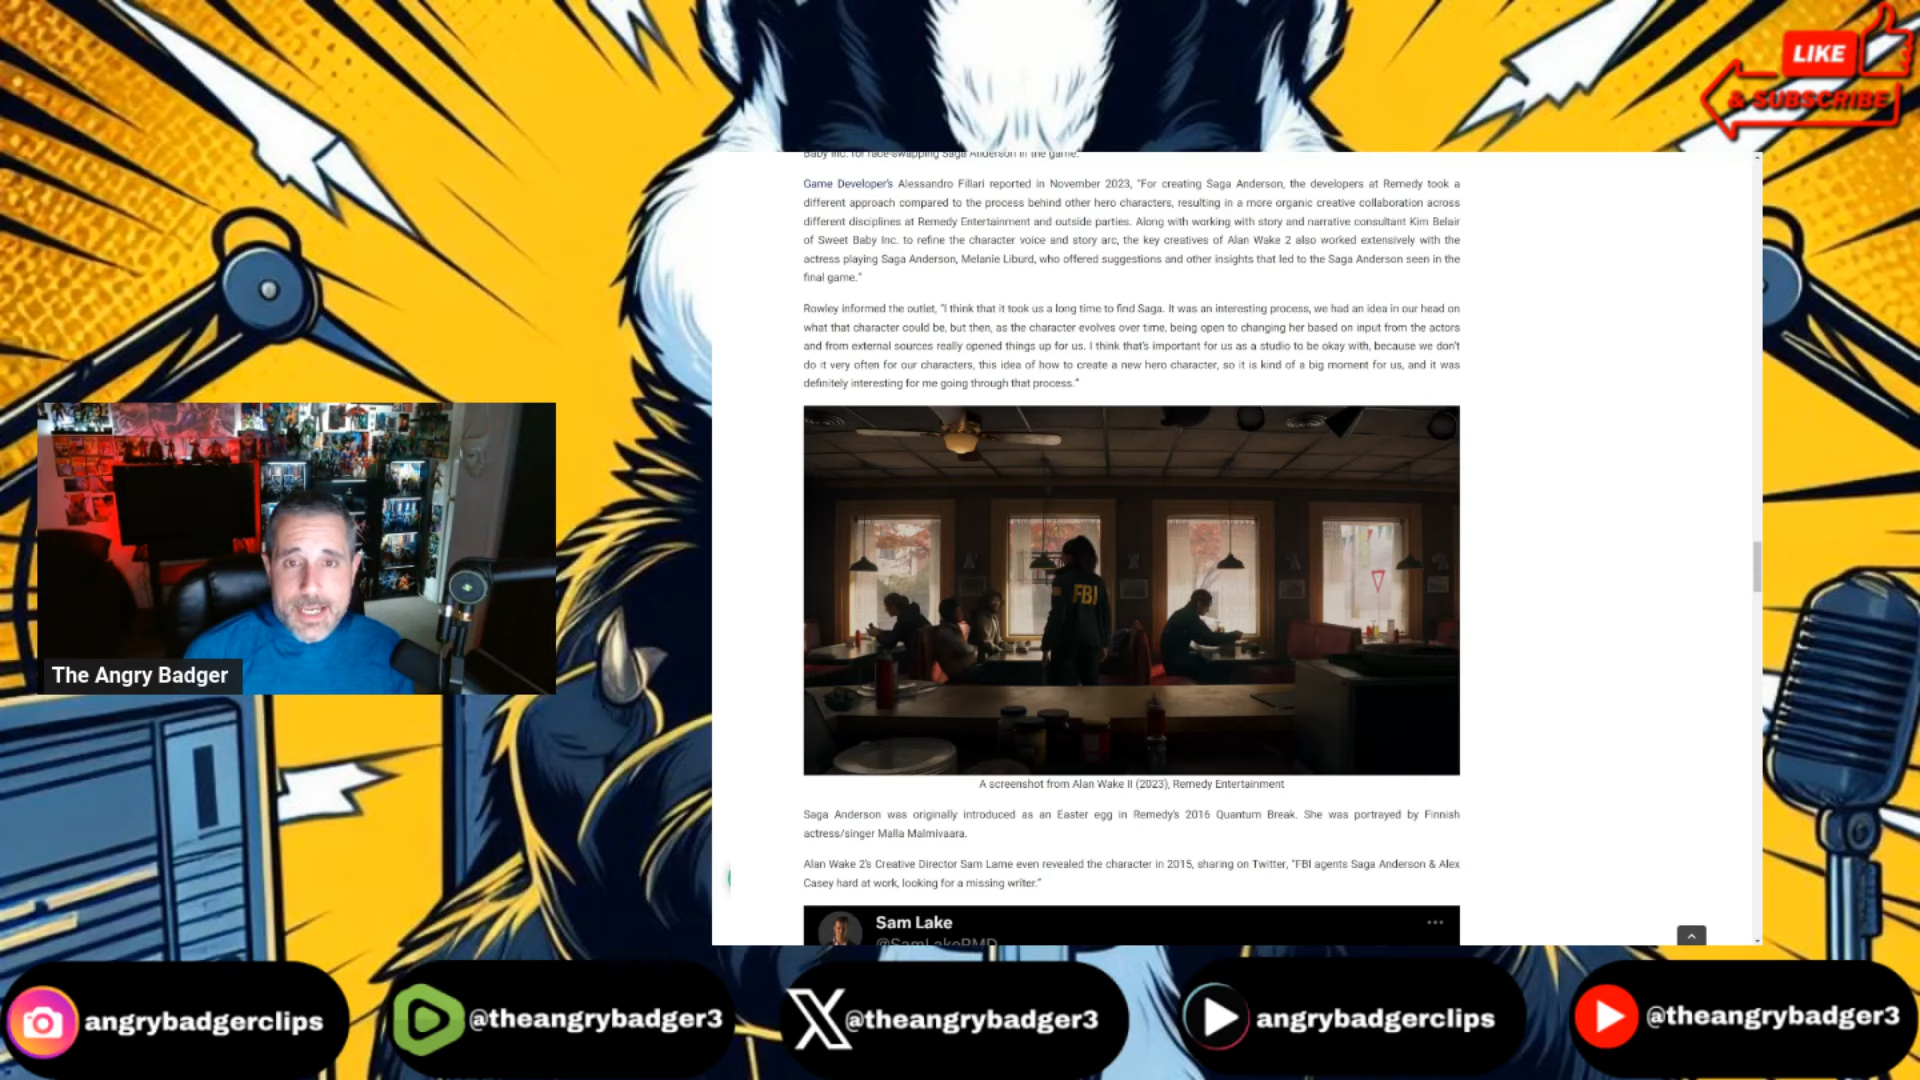 LIKE
& SUBSCRIBE
Baby Inc. for race-swapping Saga Anderson in the game.
Game Developer's Alessandro Fillari reported in November 2023, "For creating Saga Anderson, the developers at Remedy took a
different approach compared to the process behind other hero characters, resulting in a more organic creative collaboration across
different disciplines at Remedy Entertainment and outside parties. Along with working with story and narrative consultant Kim Belair
of Sweet Baby Inc. to refine the character voice and story arc, the key creatives of Alan Wake 2 also worked extensively with the
actress playing Saga Anderson, Melanie Liburd, who offered suggestions and other insights that led to the Saga Anderson seen in the
final game."
Rowley informed the outlet, "I think that it took us a long time to find Saga. It was an interesting process, we had an idea in our head on
what that character could be, but then, as the character evolves over time, being open to changing her based on input from the actors
and from external sources really opened things up for us. I think that's important for us as a studio to be okay with, because we don't
do it very often for our characters, this idea of how to create a new hero character, so it is kind of a big moment for us, and it was
definitely interesting for me going through that process."
FBI
The Angry Badger
A screenshot from Alan Wake II (2023), Remedy Entertainment
Saga Anderson was originally introduced as an Easter egg in Remedy's 2016 Quantum Break. She was portrayed by Finnish
actress/singer Malla Malmivaara.
Alan Wake 2's Creative Director Sam Lame even revealed the character in 2015, sharing on Twitter, "FBI agents Saga Anderson & Alex
Casey hard at work, looking for a missing writer."
Sam Lake
@SamLakeRMD
angrybadgerclips
@theangrybadger3
@theangrybadger3
angrybadgerclips
@theangrybadger3